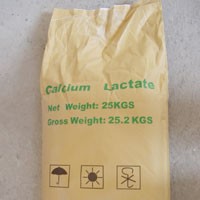 Calcium Lactate
Net Weight: 25KGS
Gross Weight: 25.2 KGS